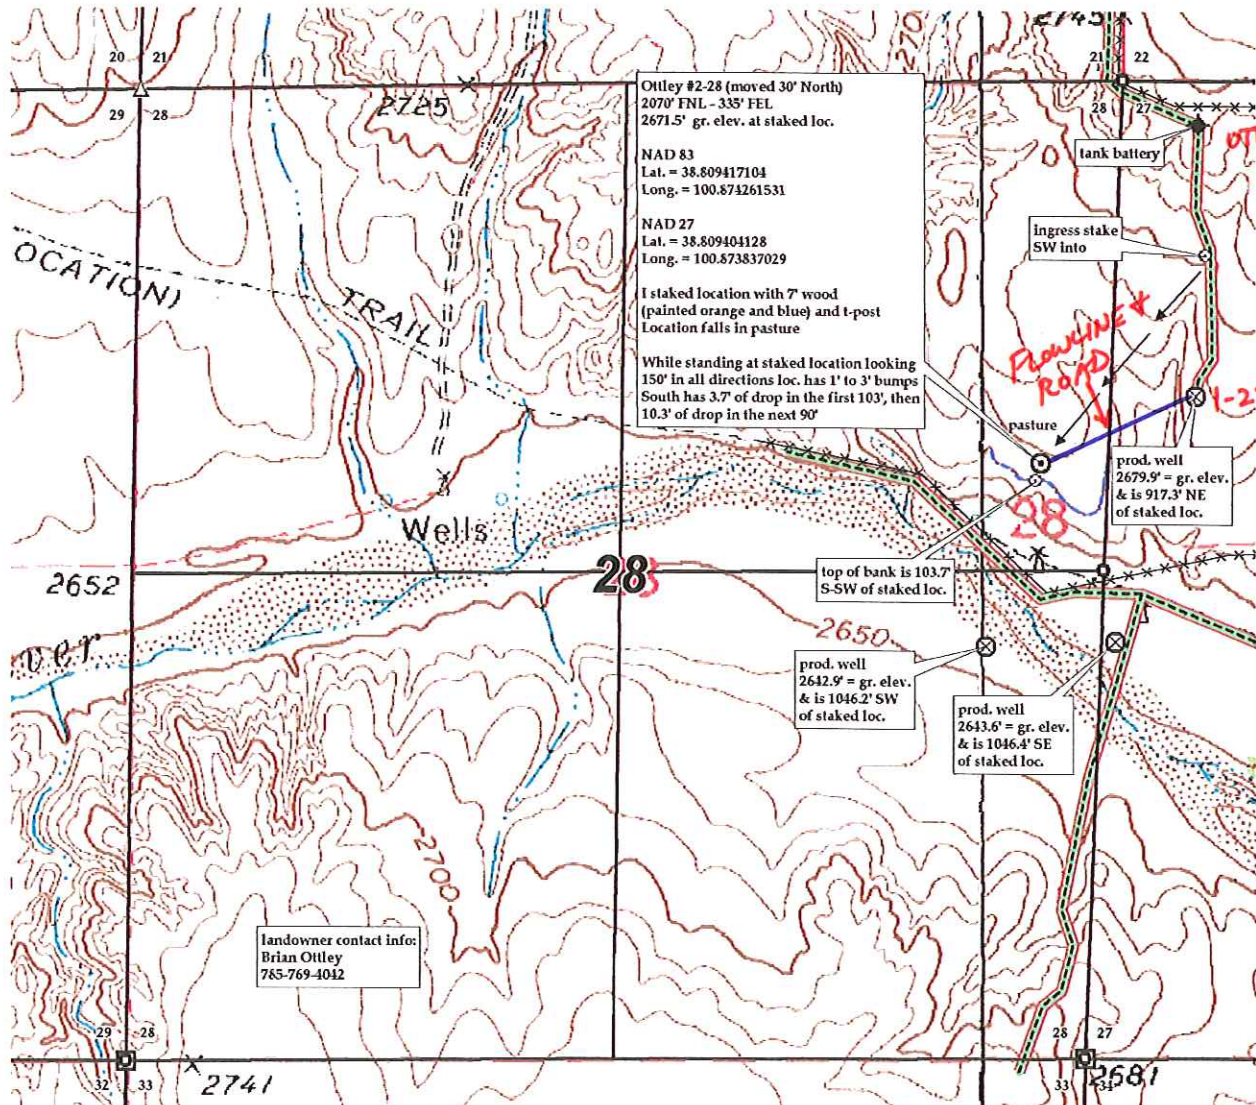 2745
20 21
29 28
2725
2700
21 22
28 27
Ottley #2-28 (moved 30' North)
2070' FNL - 335' FEL
2671.5' gr. elev. at staked loc.
NAD 83
Lat. = 38.809417104
Long. = 100.874261531
NAD 27
Lat. = 38.809404128
Long. = 100.873837029
I staked location with 7' wood
(painted orange and blue) and t-post
Location falls in pasture
While standing at staked location looking
150' in all directions loc. has 1' to 3' bumps
South has 3.7' of drop in the first 103', then
10.3' of drop in the next 90'
tank battery
OT
ingress stake
SW into
OCATION)
TRAIL
FLOWLINE &
ROAD
1-2
pasture
prod. well
2679.9' = gr. elev.
& is 917.3' NE
of staked loc.
28
Wells
2652
28
top of bank is 103.7'
S-SW of staked loc.
ver
2650
prod. well
2642.9' = gr. elev.
& is 1046.2' SW
of staked loc.
prod. well
2643.6' = gr. elev.
& is 1046.4' SE
of staked loc.
2700
landowner contact info:
Brian Ottley
785-769-4042
29 28
32 33
2741
28 27
33 34
2681